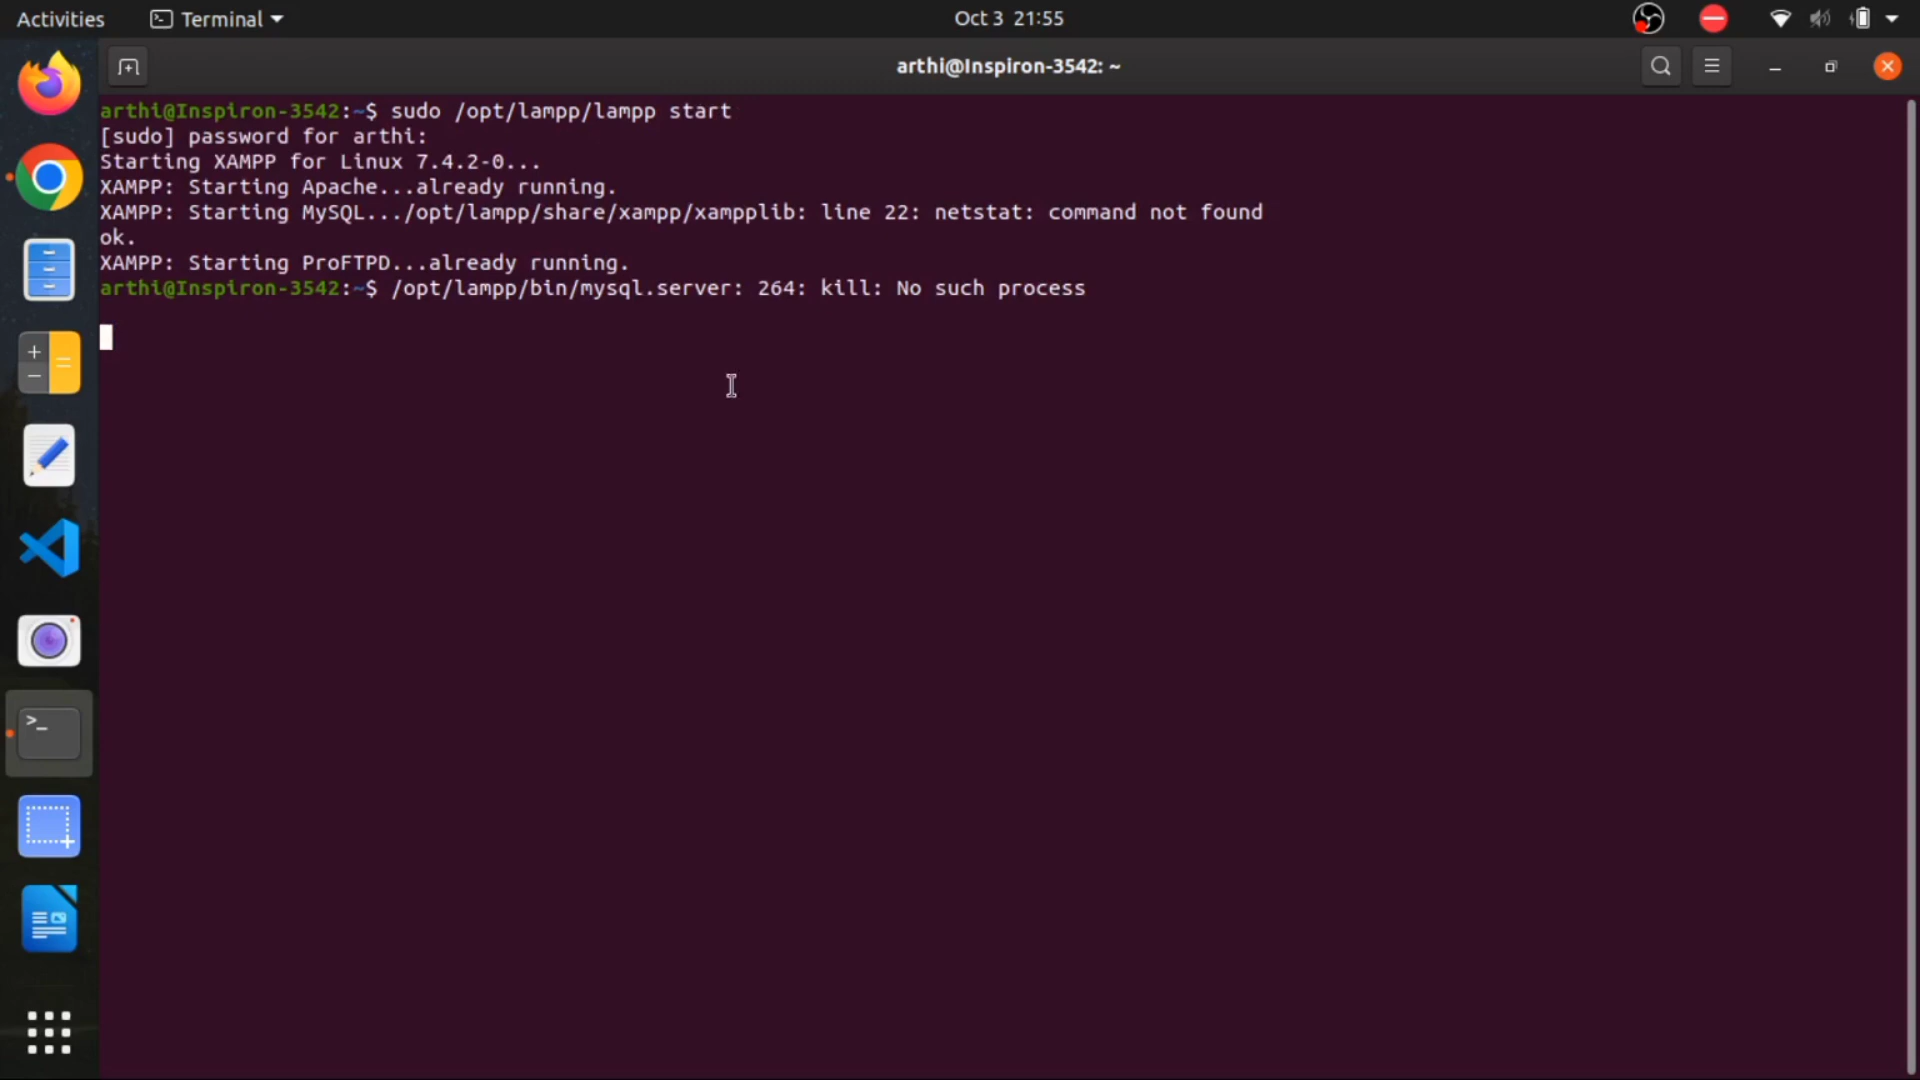 Activities
Terminal
Oct 3 21:55
arthi@Inspiron-3542: ~
arthi@Inspiron-3542:~$ sudo /opt/lampp/lampp start
[sudo] password for arthi:
Starting XAMPP for Linux 7.4.2-0...
XAMPP: Starting Apache...already running.
XAMPP: Starting MySQL.../opt/lampp/share/xampp/xampplib: line 22: netstat: command not found
ok.
XAMPP: Starting ProFTPD...already running.
arthi@Inspiron-3542:~$ /opt/lampp/bin/mysql.server: 264: kill: No such process